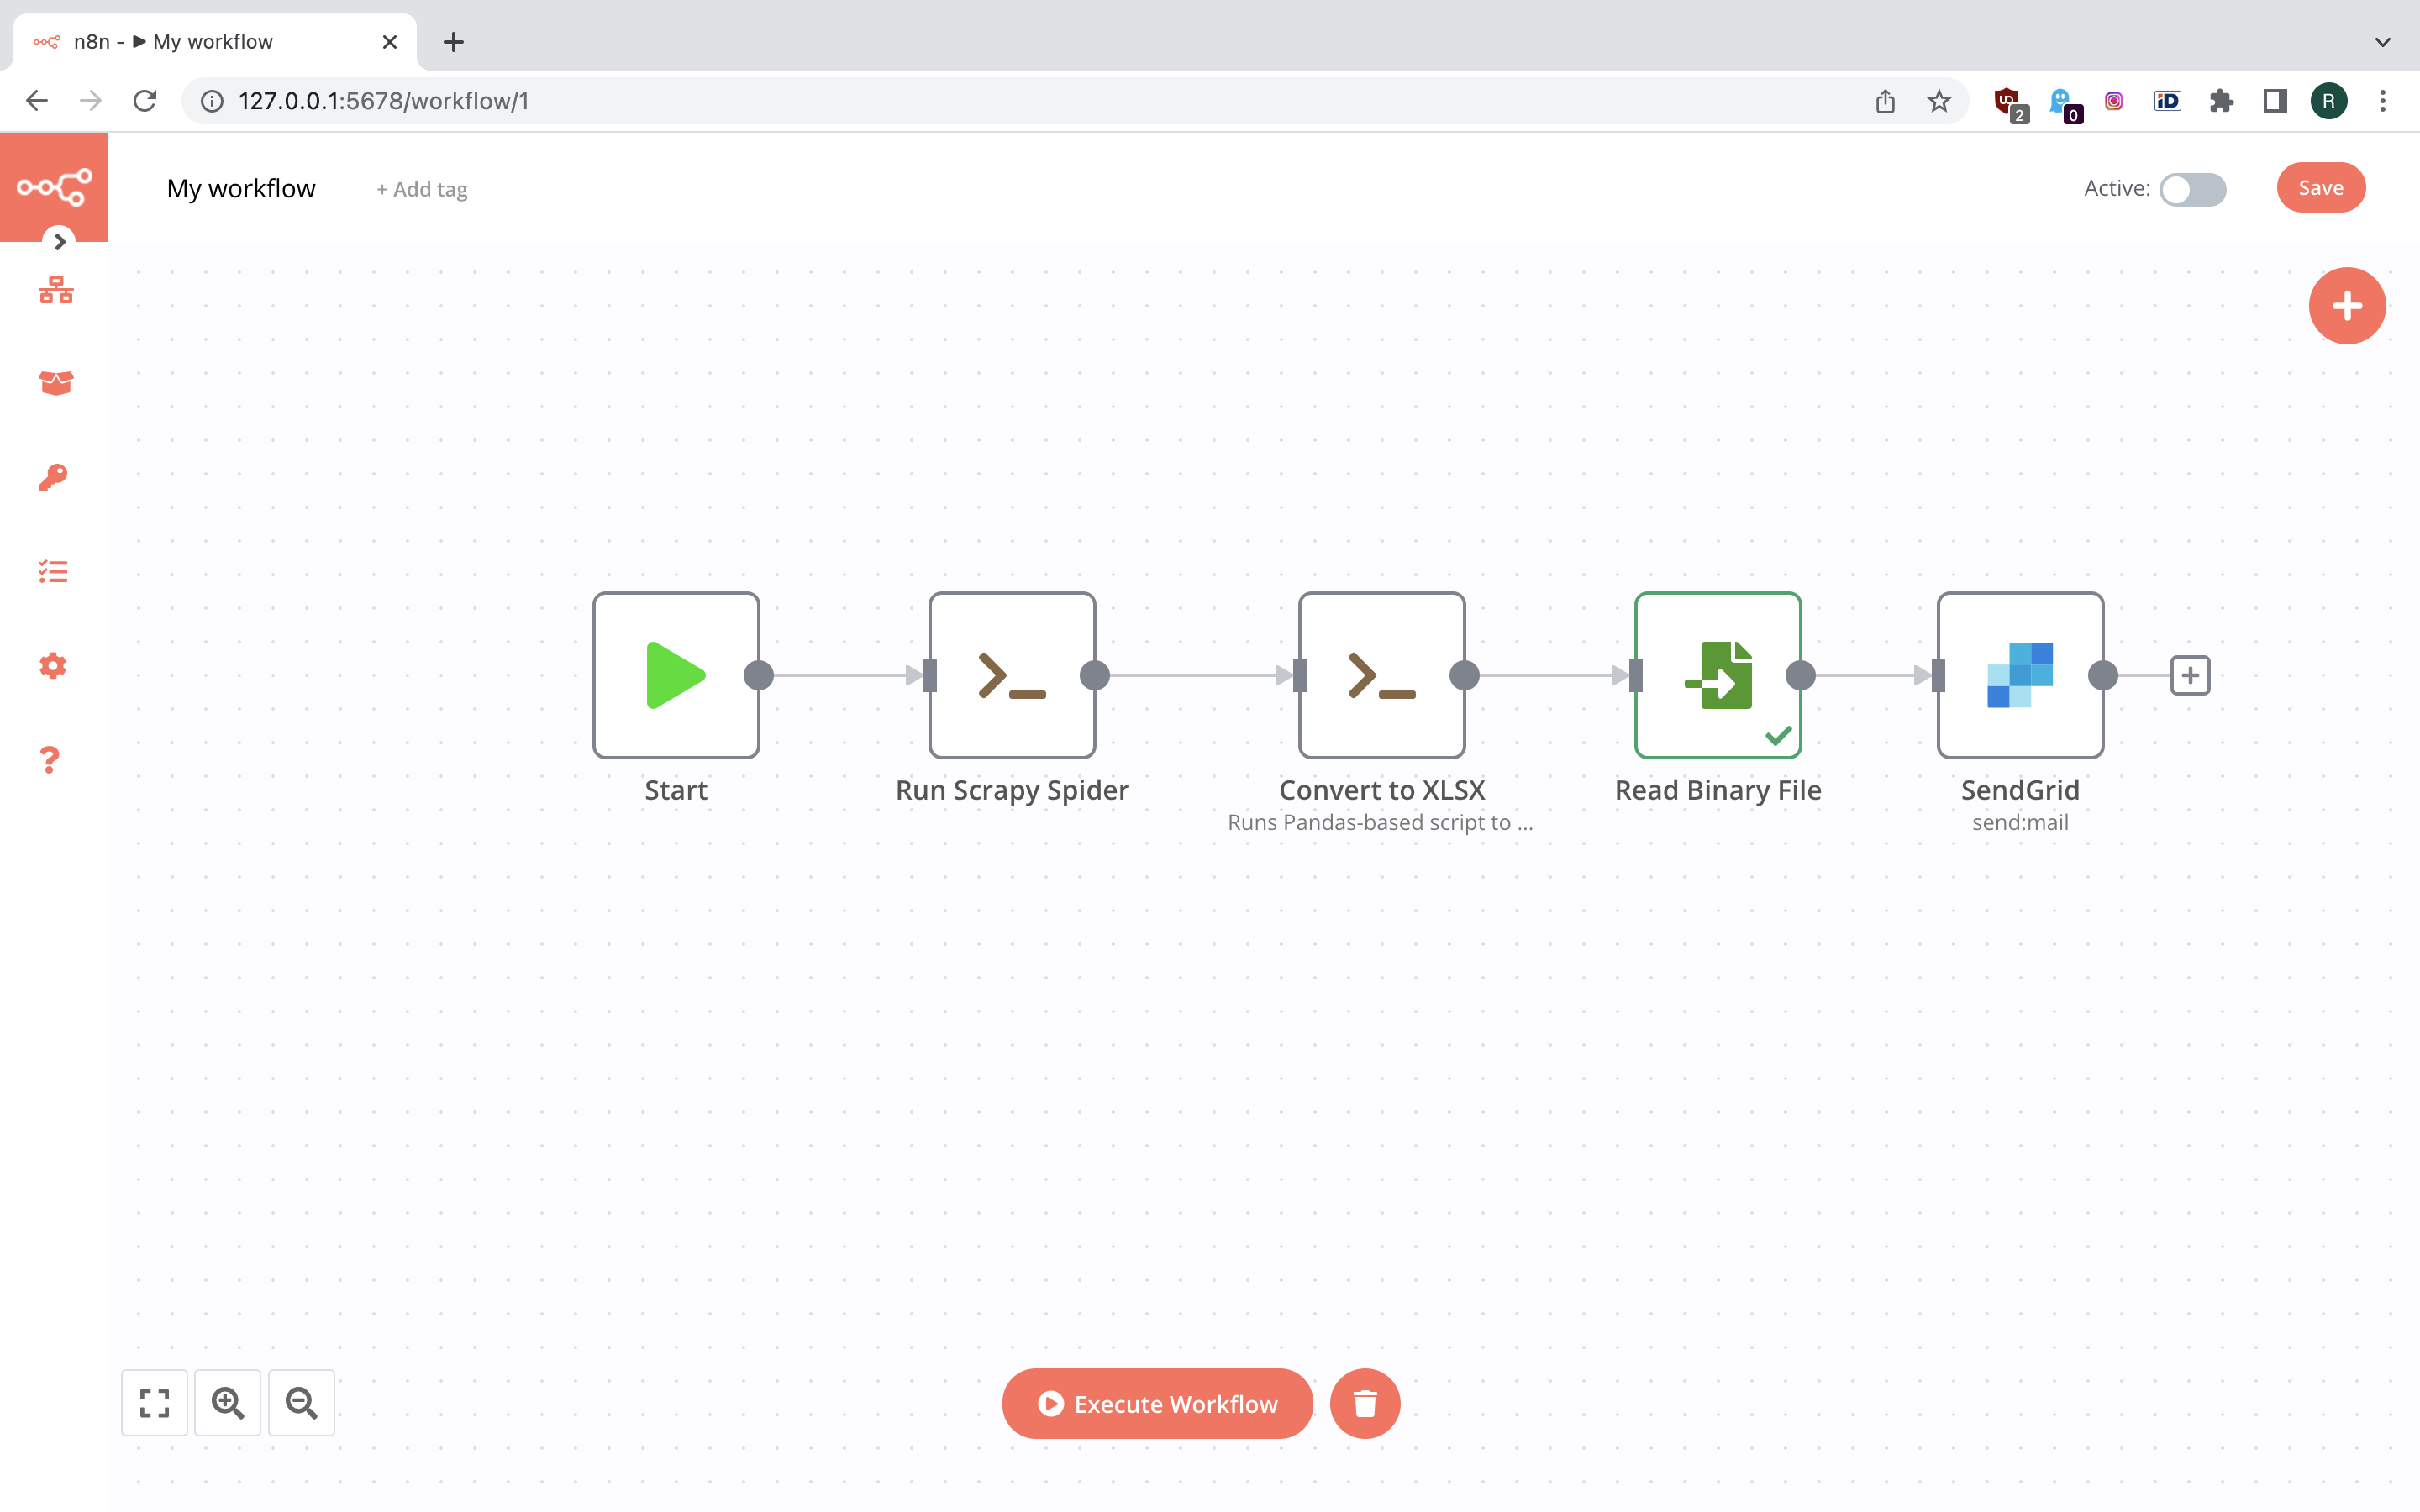 n8n - ▶ My workflow
127.0.0.1:5678/workflow/1
2
0
iD
R
My workflow
+ Add tag
Active:
Save
Start
Run Scrapy Spider
Convert to XLSX
Runs Pandas-based script to ...
Read Binary File
SendGrid
send:mail
Execute Workflow